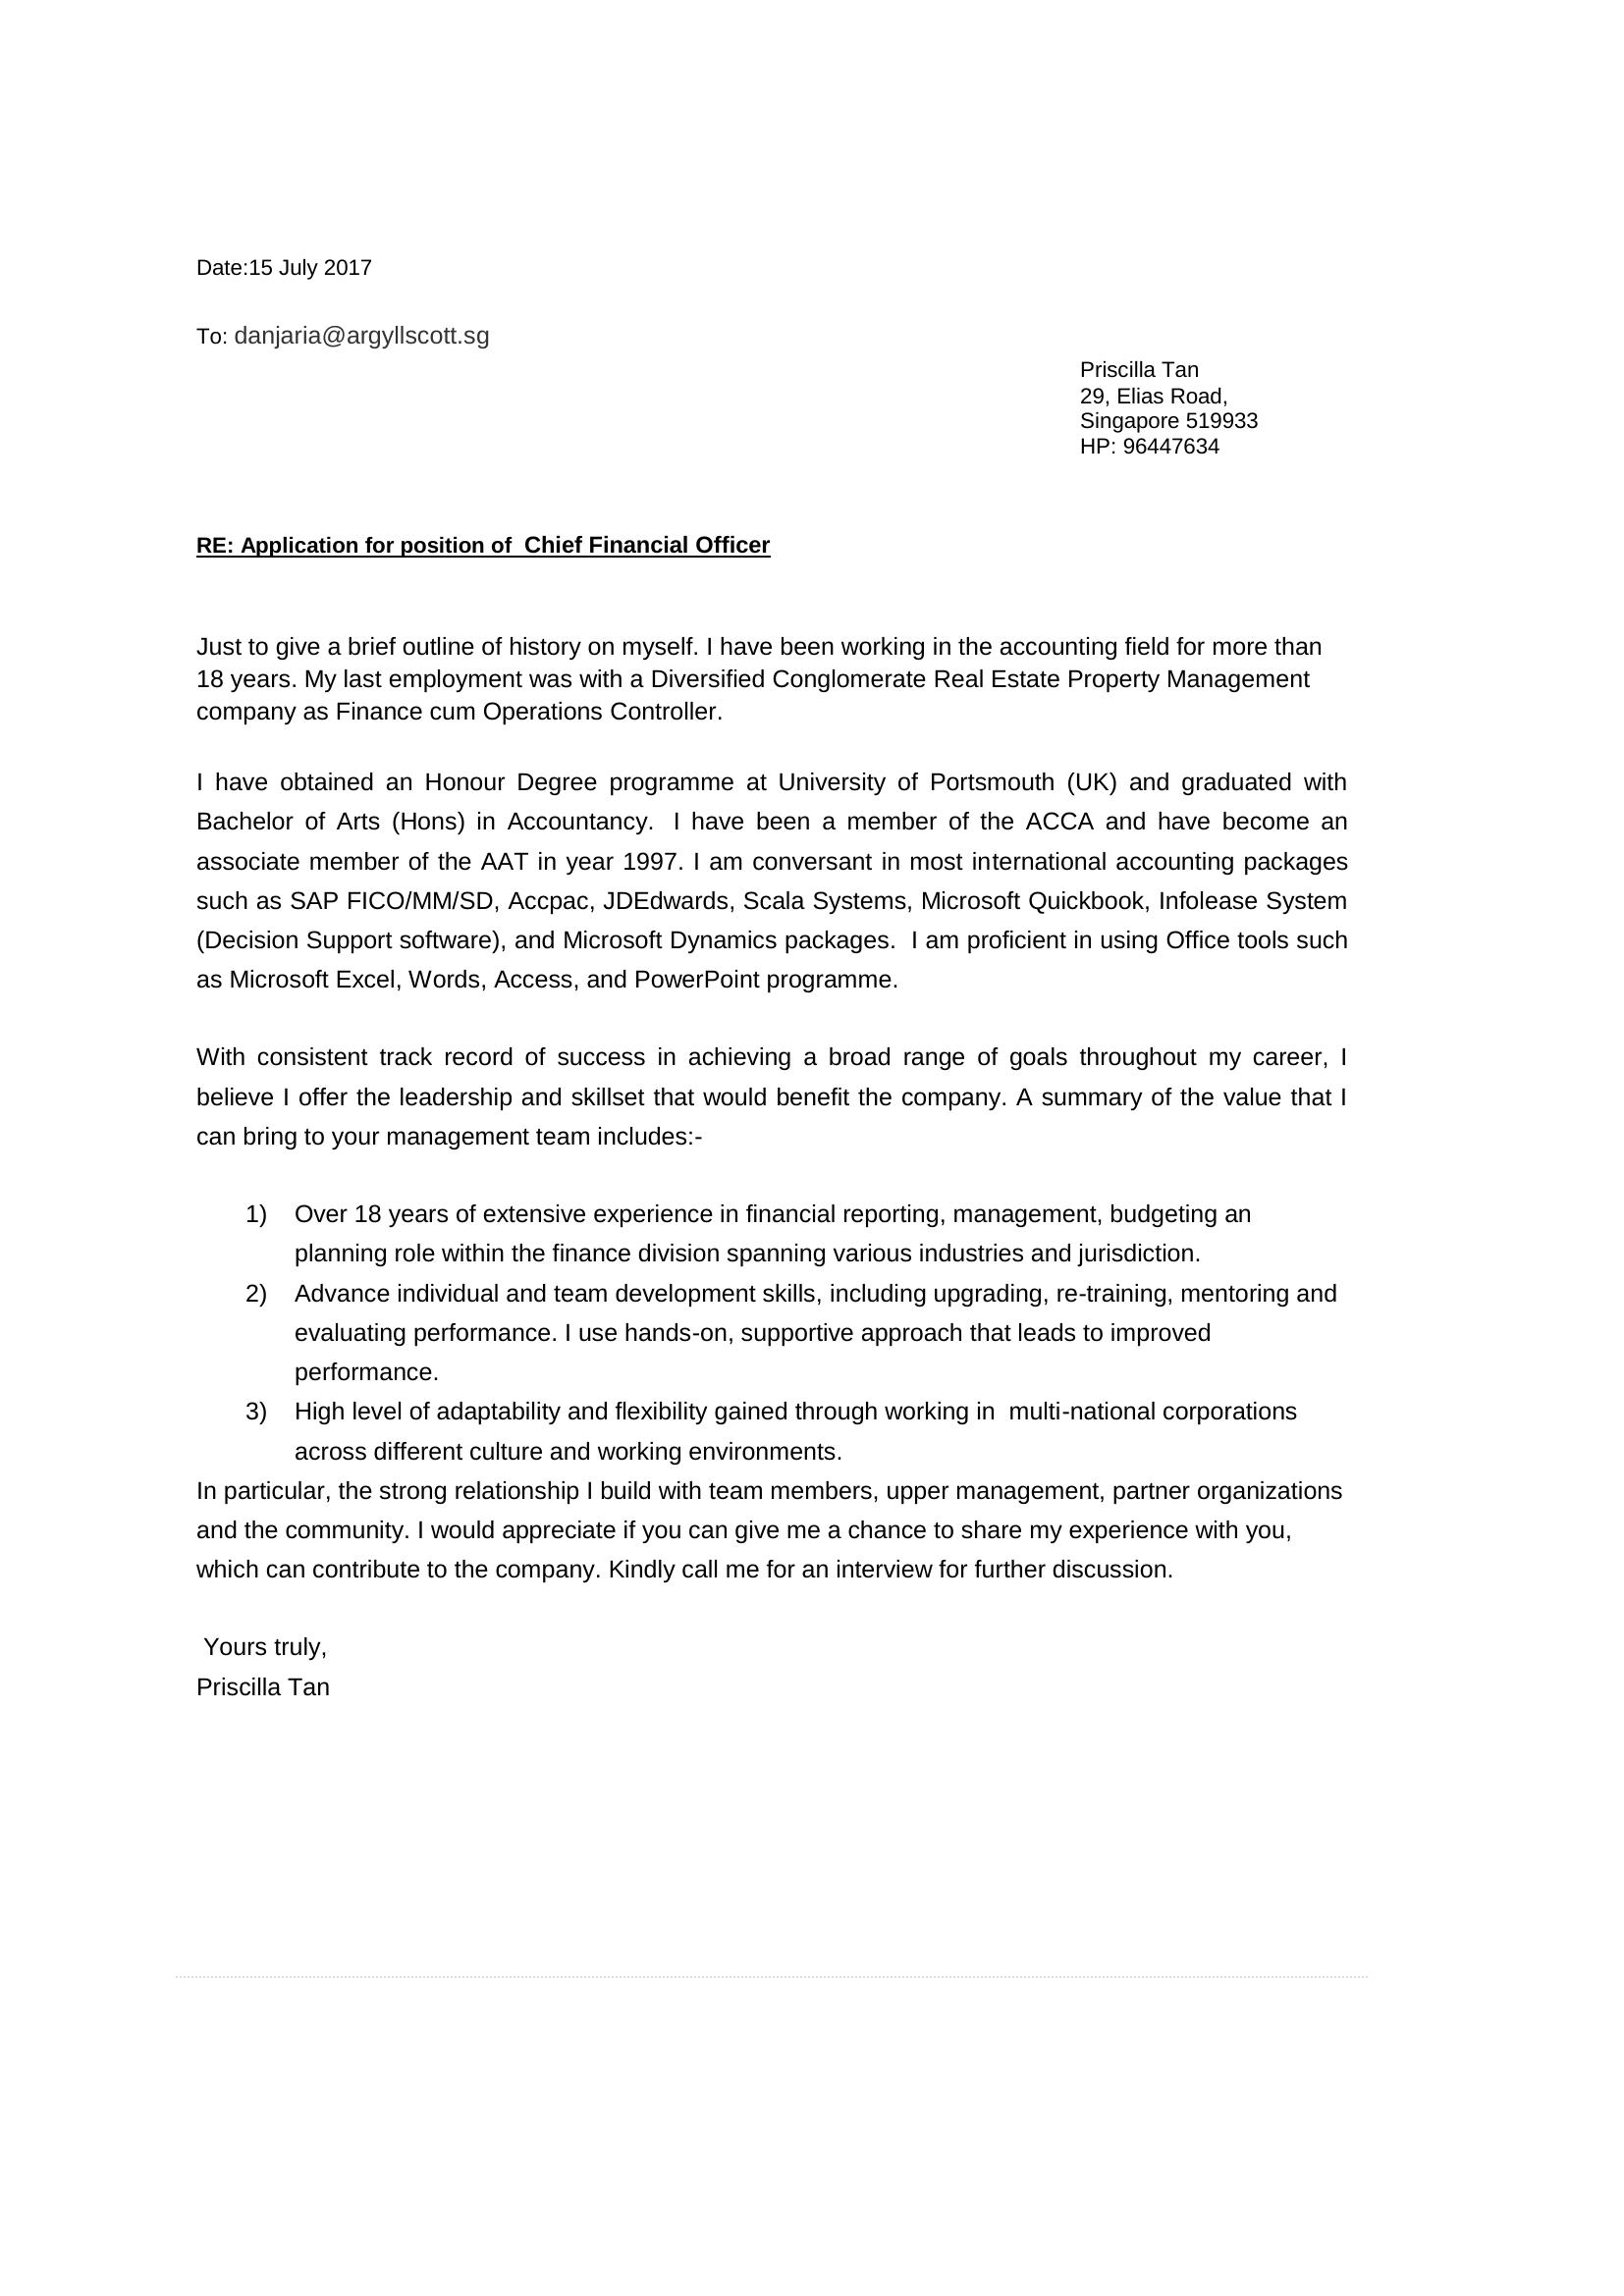 Date:15 July 2017
To: danjaria@argyllscott.sg
Priscilla Tan
29, Elias Road,
Singapore 519933
HP: 96447634
RE: Application for position of  Chief Financial Officer
Just to give a brief outline of history on myself. I have been working in the accounting field for more than
18 years. My last employment was with a Diversified Conglomerate Real Estate Property Management
company as Finance cum Operations Controller.
I have obtained an Honour Degree programme at University of Portsmouth (UK) and graduated with
Bachelor of Arts (Hons) in Accountancy.  I have been a member of the ACCA and have become an
associate member of the AAT in year 1997. I am conversant in most international accounting packages
such as SAP FICO/MM/SD, Accpac, JDEdwards, Scala Systems, Microsoft Quickbook, Infolease System
(Decision Support software), and Microsoft Dynamics packages.  I am proficient in using Office tools such
as Microsoft Excel, Words, Access, and PowerPoint programme.
With consistent track record of success in achieving a broad range of goals throughout my career, I
believe I offer the leadership and skillset that would benefit the company. A summary of the value that I
can bring to your management team includes:-
1) Over 18 years of extensive experience in financial reporting, management, budgeting an
planning role within the finance division spanning various industries and jurisdiction.
2) Advance individual and team development skills, including upgrading, re-training, mentoring and
evaluating performance. I use hands-on, supportive approach that leads to improved
performance.
3) High level of adaptability and flexibility gained through working in  multi-national corporations
across different culture and working environments.
In particular, the strong relationship I build with team members, upper management, partner organizations
and the community. I would appreciate if you can give me a chance to share my experience with you,
which can contribute to the company. Kindly call me for an interview for further discussion.
Yours truly,
Priscilla Tan